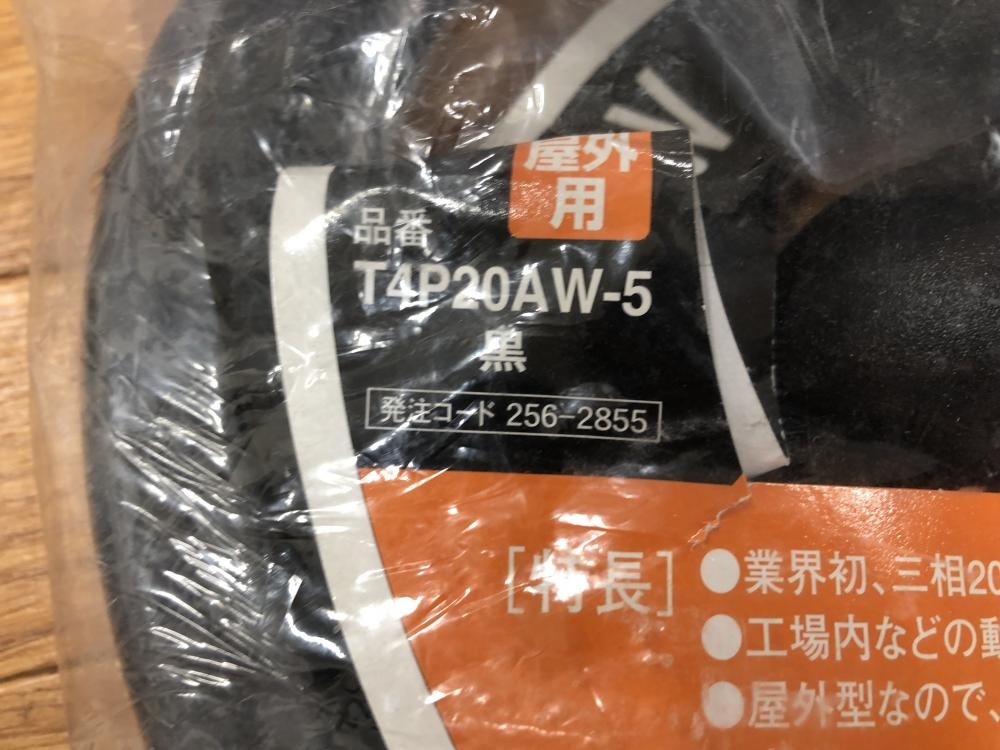 屋外
用
品番
T4P20AW-5
黒
発注コード 256-2855
[特長]
●業界初、三相20
●工場内などの動
●屋外型なので、